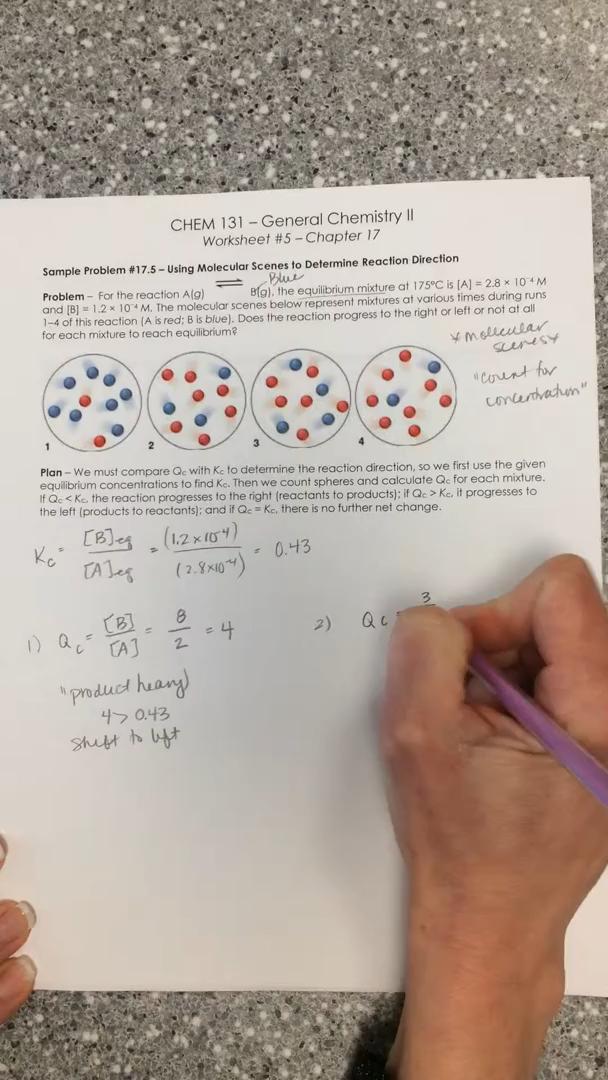 CHEM 131 – General Chemistry II
Worksheet #5 – Chapter 17
Sample Problem #17.5 – Using Molecular Scenes to Determine Reaction Direction
Blue
Problem – For the reaction A(g) ⇌ B(g), the equilibrium mixture at 175°C is [A] = 2.8 × 10⁻⁴ M
and [B] = 1.2 × 10⁻⁴ M. The molecular scenes below represent mixtures at various times during runs
1–4 of this reaction (A is red; B is blue). Does the reaction progress to the right or left or not at all
for each mixture to reach equilibrium?
* molecular
scenes *
"count for
concentration"
1 2 3 4
Plan – We must compare Qc with Kc to determine the reaction direction, so we first use the given
equilibrium concentrations to find Kc. Then we count spheres and calculate Qc for each mixture.
If Qc < Kc, the reaction progresses to the right (reactants to products); if Qc > Kc, it progresses to
the left (products to reactants); and if Qc = Kc, there is no further net change.
Kc = [B]eq / [A]eq = (1.2×10⁻⁴) / (2.8×10⁻⁴) = 0.43
1) Qc = [B] / [A] = 8 / 2 = 4
2) Qc = 3
"product heavy)
4 > 0.43
shift to left